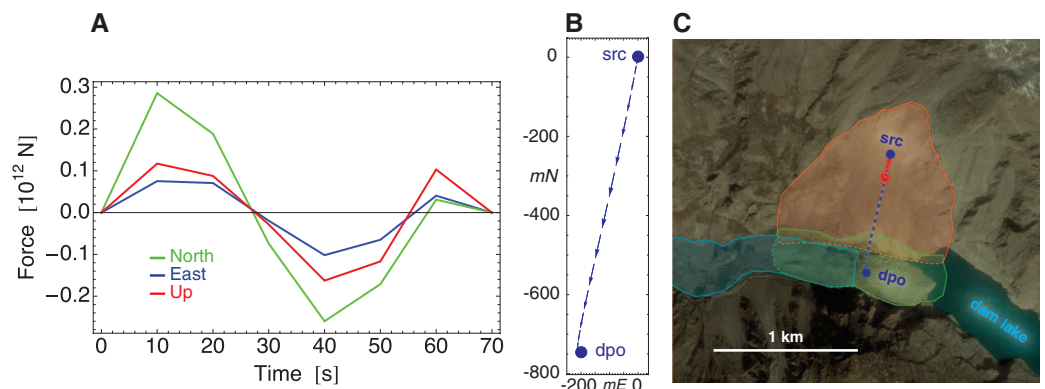 A
Force [10¹² N]
0.3
0.2
0.1
0.0
−0.1
−0.2
North
East
Up
0 10 20 30 40 50 60 70
Time [s]
B
0
-200
mN
-400
-600
-800
src
dpo
-200 mE 0
C
src
dpo
dam lake
1 km